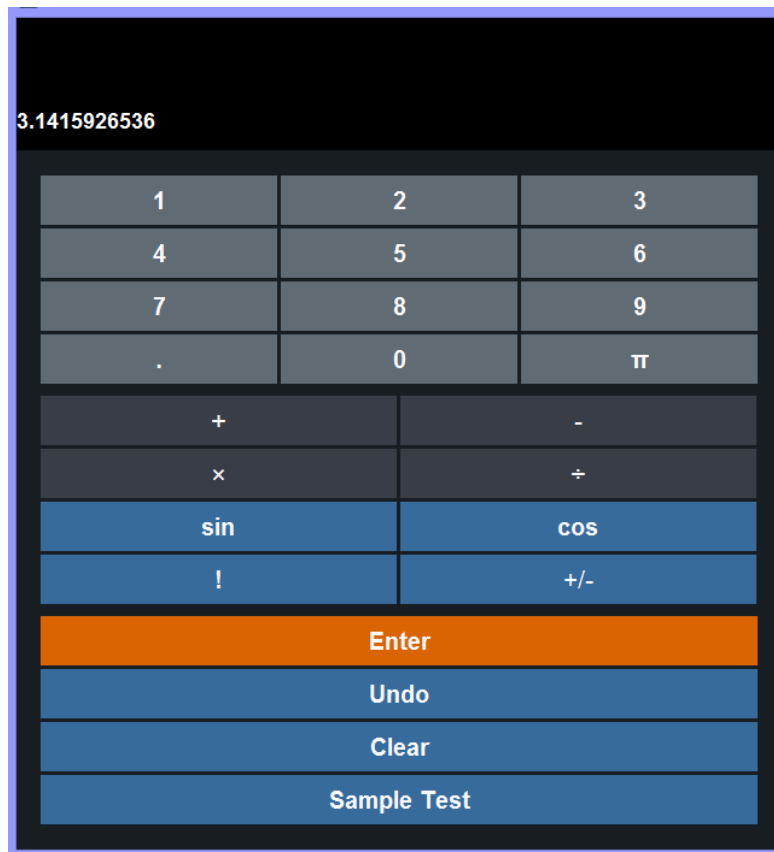 3.1415926536
1 2 3
4 5 6
7 8 9
. 0 π
+ -
× ÷
sin cos
! +/-
Enter
Undo
Clear
Sample Test